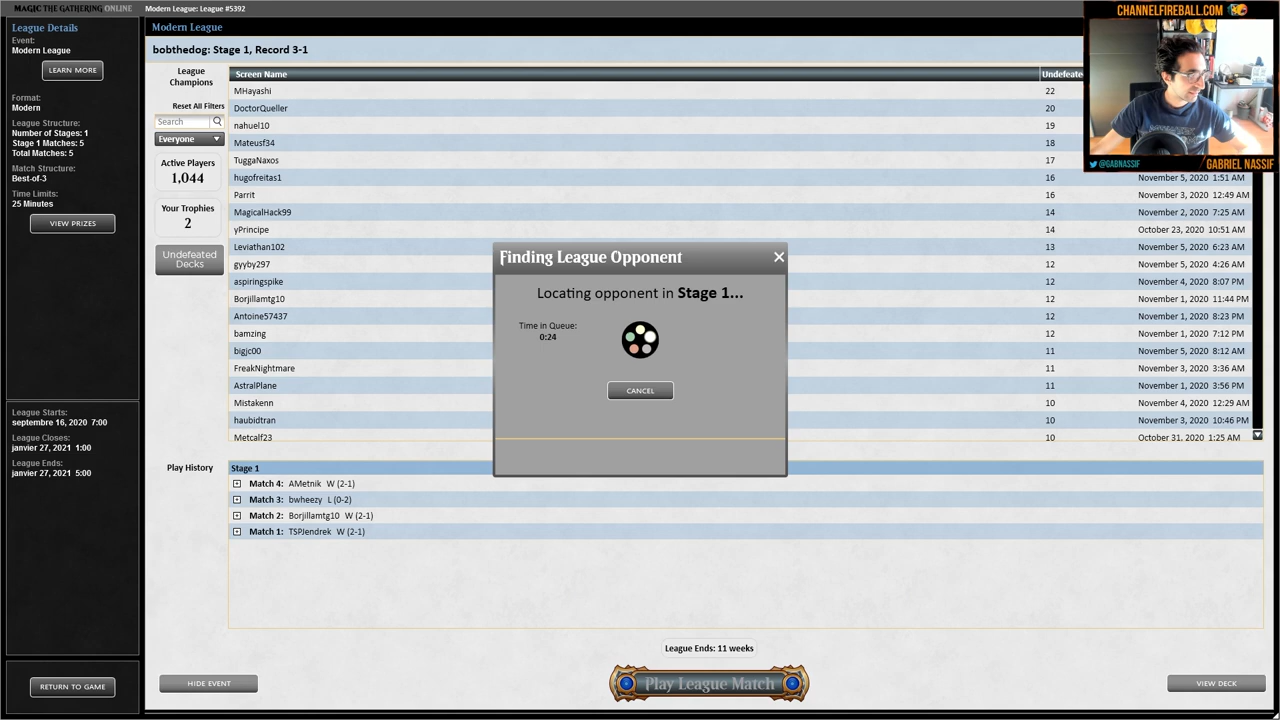 MAGIC THE GATHERING ONLINE
Modern League: League #5392
League Details
Event:
Modern League
LEARN MORE
Format:
Modern
League Structure:
Number of Stages: 1
Stage 1 Matches: 5
Total Matches: 5
Match Structure:
Best-of-3
Time Limits:
25 Minutes
VIEW PRIZES
League Starts:
septembre 16, 2020 7:00
League Closes:
janvier 27, 2021 1:00
League Ends:
janvier 27, 2021 5:00
RETURN TO GAME
Modern League
bobthedog: Stage 1, Record 3-1
League
Champions
Reset All Filters
Search
Everyone
Active Players
1,044
Your Trophies
2
Undefeated
Decks
Screen Name Undefeated
MHayashi 22
DoctorQueller 20
nahuel10 19
Mateusf34 18
TuggaNaxos 17
hugofreitas1 16 November 5, 2020 1:51 AM
Parrit 16 November 3, 2020 12:49 AM
MagicalHack99 14 November 2, 2020 7:25 AM
yPrincipe 14 October 23, 2020 10:51 AM
Leviathan102 13 November 5, 2020 6:23 AM
gyyby297 12 November 5, 2020 4:26 AM
aspiringspike 12 November 4, 2020 8:07 PM
Borjillamtg10 12 November 1, 2020 11:44 PM
Antoine57437 12 November 1, 2020 8:23 PM
bamzing 12 November 1, 2020 7:12 PM
bigjc00 11 November 5, 2020 8:12 AM
FreakNightmare 11 November 3, 2020 3:36 AM
AstralPlane 11 November 1, 2020 3:56 PM
Mistakenn 10 November 4, 2020 12:29 AM
haubidtran 10 November 3, 2020 10:46 PM
Metcalf23 10 October 31, 2020 1:25 AM
Finding League Opponent
Locating opponent in Stage 1...
Time in Queue:
0:24
CANCEL
Play History
Stage 1
Match 4: AMetnik W (2-1)
Match 3: bwheezy L (0-2)
Match 2: Borjillamtg10 W (2-1)
Match 1: TSPJendrek W (2-1)
League Ends: 11 weeks
HIDE EVENT
Play League Match
VIEW DECK
CHANNELFIREBALL.COM
@GABNASSIF
GABRIEL NASSIF